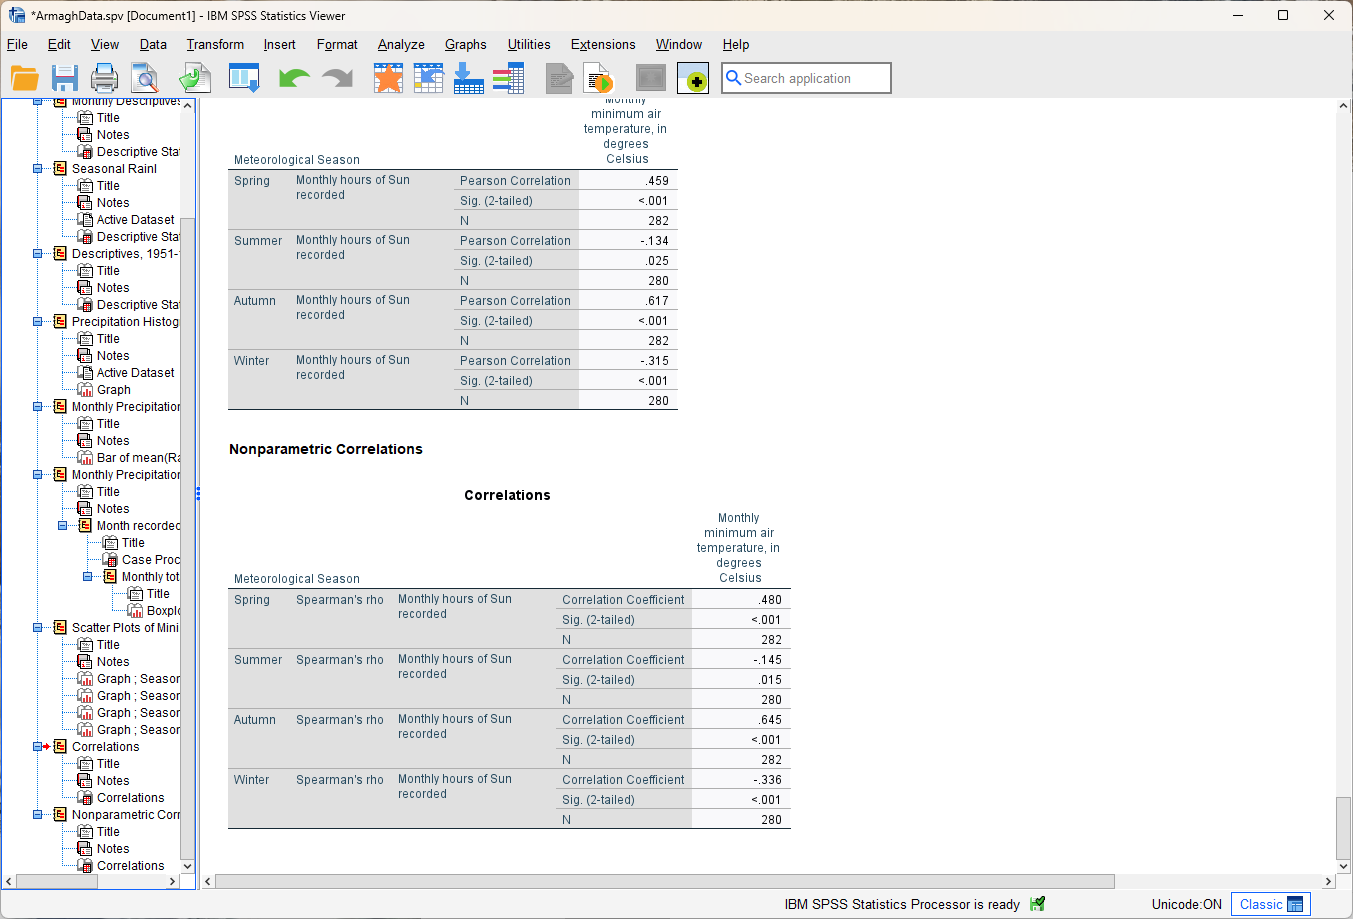 *ArmaghData.spv [Document1] - IBM SPSS Statistics Viewer
File Edit View Data Transform Insert Format Analyze Graphs Utilities Extensions Window Help
Search application
Monthly Descriptives
Title
Notes
Descriptive Stat
Seasonal Rainl
Title
Notes
Active Dataset
Descriptive Stat
Descriptives, 1951-
Title
Notes
Descriptive Stat
Precipitation Histog
Title
Notes
Active Dataset
Graph
Monthly Precipitation
Title
Notes
Bar of mean(Ra
Monthly Precipitation
Title
Notes
Month recorded
Title
Case Proc
Monthly tot
Title
Boxplo
Scatter Plots of Mini
Title
Notes
Graph ; Season
Graph ; Season
Graph ; Season
Graph ; Season
Correlations
Title
Notes
Correlations
Nonparametric Corr
Title
Notes
Correlations
Monthly
minimum air
temperature, in
degrees
Celsius
Meteorological Season
Spring Monthly hours of Sun recorded Pearson Correlation .459
Sig. (2-tailed) <.001
N 282
Summer Monthly hours of Sun recorded Pearson Correlation -.134
Sig. (2-tailed) .025
N 280
Autumn Monthly hours of Sun recorded Pearson Correlation .617
Sig. (2-tailed) <.001
N 282
Winter Monthly hours of Sun recorded Pearson Correlation -.315
Sig. (2-tailed) <.001
N 280
Nonparametric Correlations
Correlations
Monthly
minimum air
temperature, in
degrees
Celsius
Meteorological Season
Spring Spearman's rho Monthly hours of Sun recorded Correlation Coefficient .480
Sig. (2-tailed) <.001
N 282
Summer Spearman's rho Monthly hours of Sun recorded Correlation Coefficient -.145
Sig. (2-tailed) .015
N 280
Autumn Spearman's rho Monthly hours of Sun recorded Correlation Coefficient .645
Sig. (2-tailed) <.001
N 282
Winter Spearman's rho Monthly hours of Sun recorded Correlation Coefficient -.336
Sig. (2-tailed) <.001
N 280
IBM SPSS Statistics Processor is ready
Unicode:ON
Classic